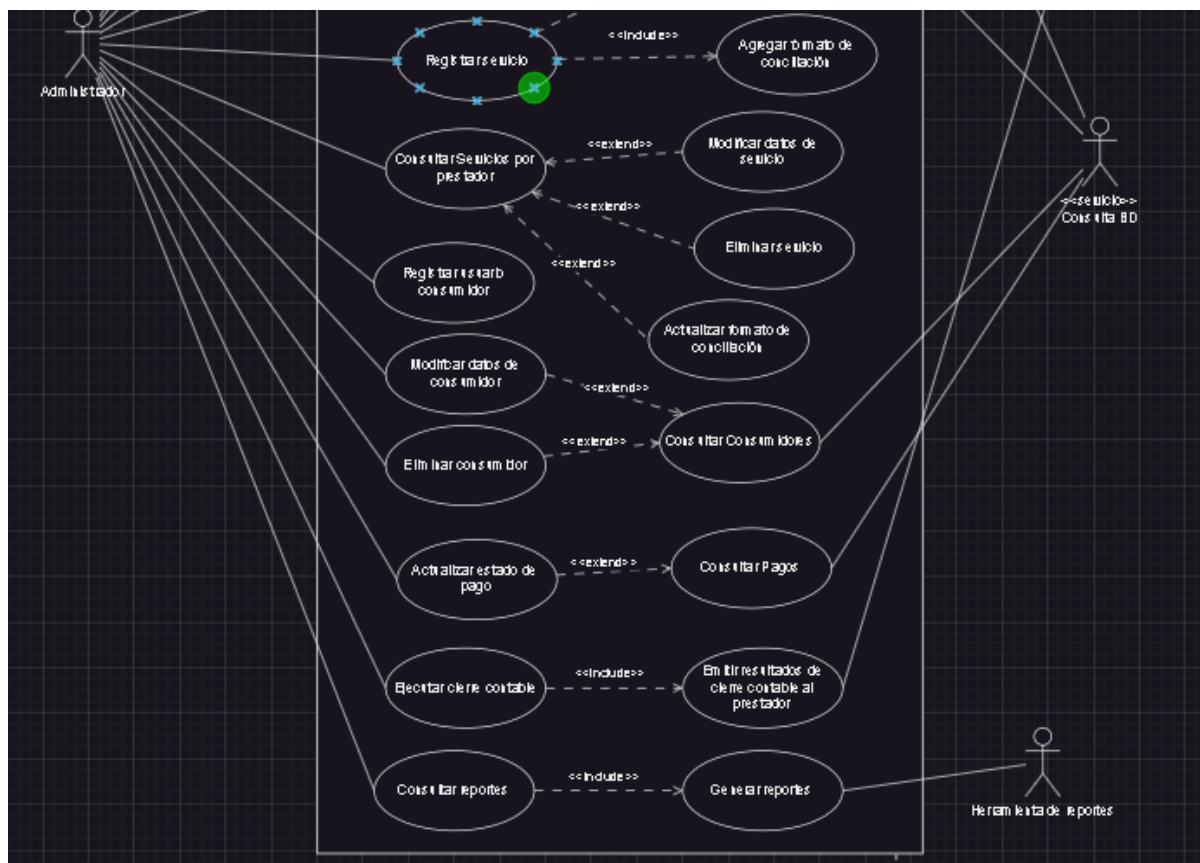 Administrador
Registrar servicio
<<include>>
Agregar formato de
conciliación
Consultar Servicios por
prestador
<<extend>>
Modificar datos de
servicio
<<extend>>
Eliminar servicio
<<extend>>
Actualizar formato de
conciliación
<<servicio>>
Consulta BD
Registrar usuario
consumidor
Modificar datos de
consumidor
<<extend>>
Consultar Consumidores
Eliminar consumidor
<<extend>>
Actualizar estado de
pago
<<extend>>
Consultar Pagos
Ejecutar cierre contable
<<include>>
Emitir resultados de
cierre contable al
prestador
Consultar reportes
<<include>>
Generar reportes
Herramienta de reportes